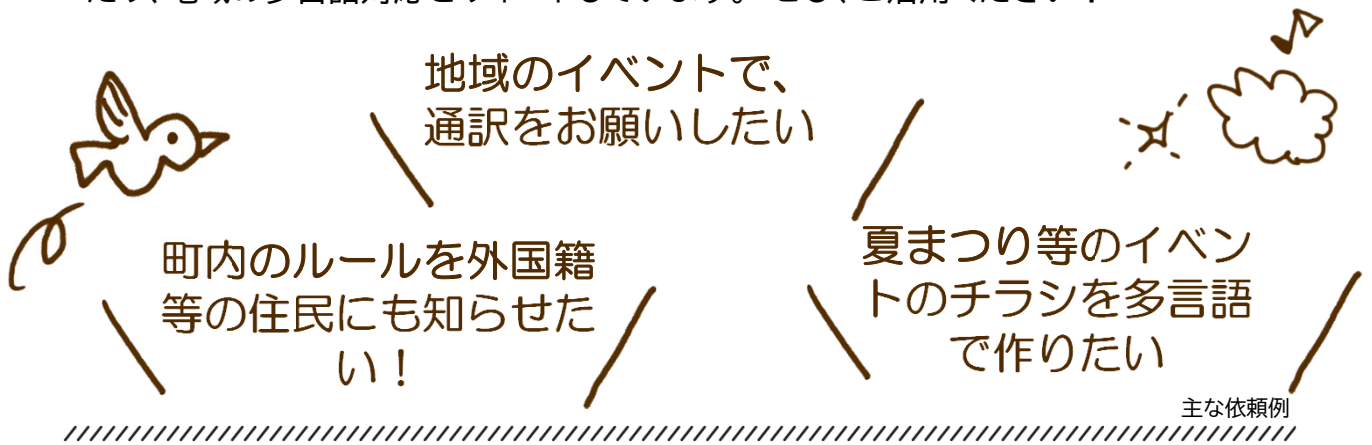 地域のイベントで、
通訳をお願いしたい
町内のルールを外国籍
等の住民にも知らせた
い！
夏まつり等のイベン
トのチラシを多言語
で作りたい
主な依頼例